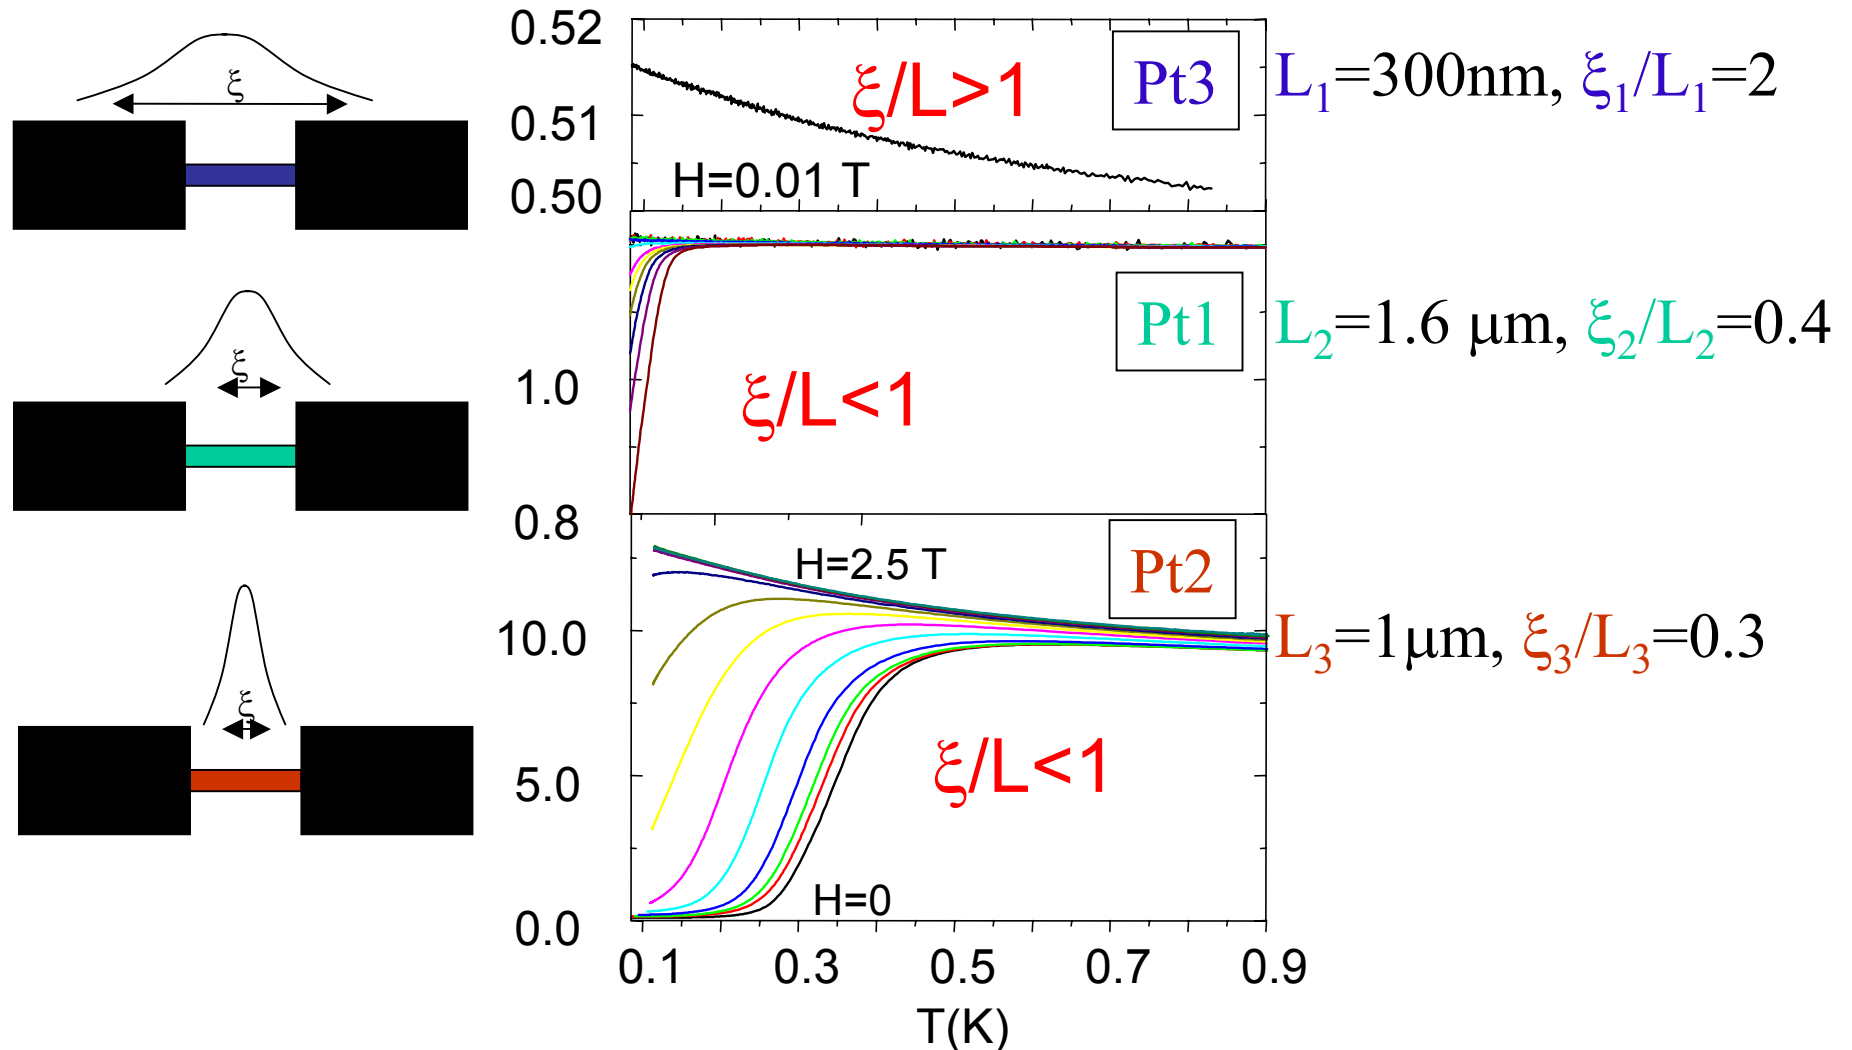 ξ
ξ
ξ
0.52
0.51
0.50
ξ/L>1
H=0.01 T
Pt3
L₁=300nm, ξ₁/L₁=2
1.0
0.8
ξ/L<1
Pt1
L₂=1.6 μm, ξ₂/L₂=0.4
10.0
5.0
0.0
H=2.5 T
Pt2
ξ/L<1
H=0
L₃=1μm, ξ₃/L₃=0.3
0.1 0.3 0.5 0.7 0.9
T(K)